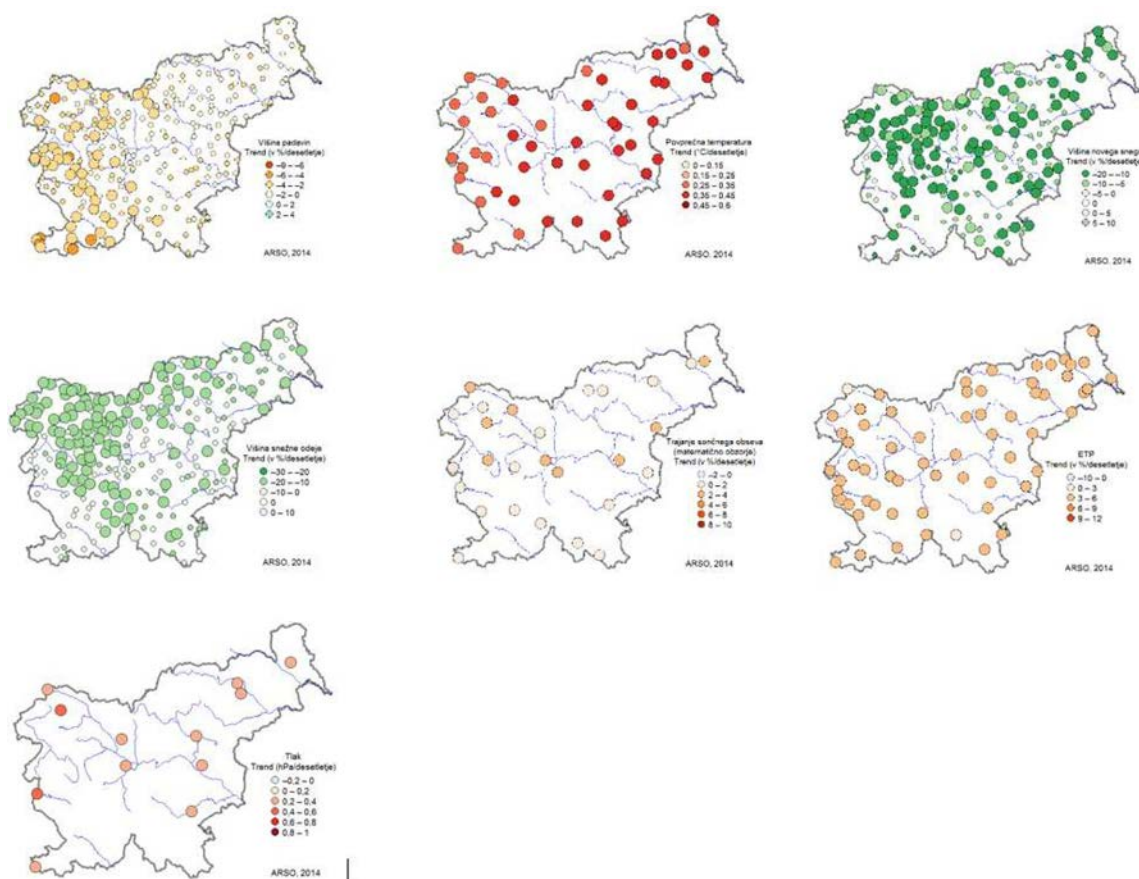 Višina padavin
Trend (v %/desetletje)
−8 – −6
−6 – −4
−4 – −2
−2 – 0
0 – 2
2 – 4
ARSO, 2014
Povprečna temperatura
Trend (°C/desetletje)
0 – 0,15
0,15 – 0,25
0,25 – 0,35
0,35 – 0,45
0,45 – 0,6
ARSO, 2014
Višina novega snega
Trend (v %/desetletje
−20 – −10
−10 – −5
−5 – 0
0
0 – 5
5 – 10
ARSO, 2014
Višina snežne odeje
Trend (v %/desetletje)
−30 – −20
−20 – −10
−10 – 0
0
0 – 10
ARSO, 2014
Trajanje sončnega obseva
(matematično obzorje)
Trend (v %/desetletje)
−2 – 0
0 – 2
2 – 4
4 – 6
6 – 8
8 – 10
ARSO, 2014
ETP
Trend (v %/desetletje)
−10 – 0
0 – 3
3 – 6
6 – 9
9 – 12
ARSO, 2014
Tlak
Trend (hPa/desetletje)
−0,2 – 0
0 – 0,2
0,2 – 0,4
0,4 – 0,6
0,6 – 0,8
0,8 – 1
ARSO, 2014